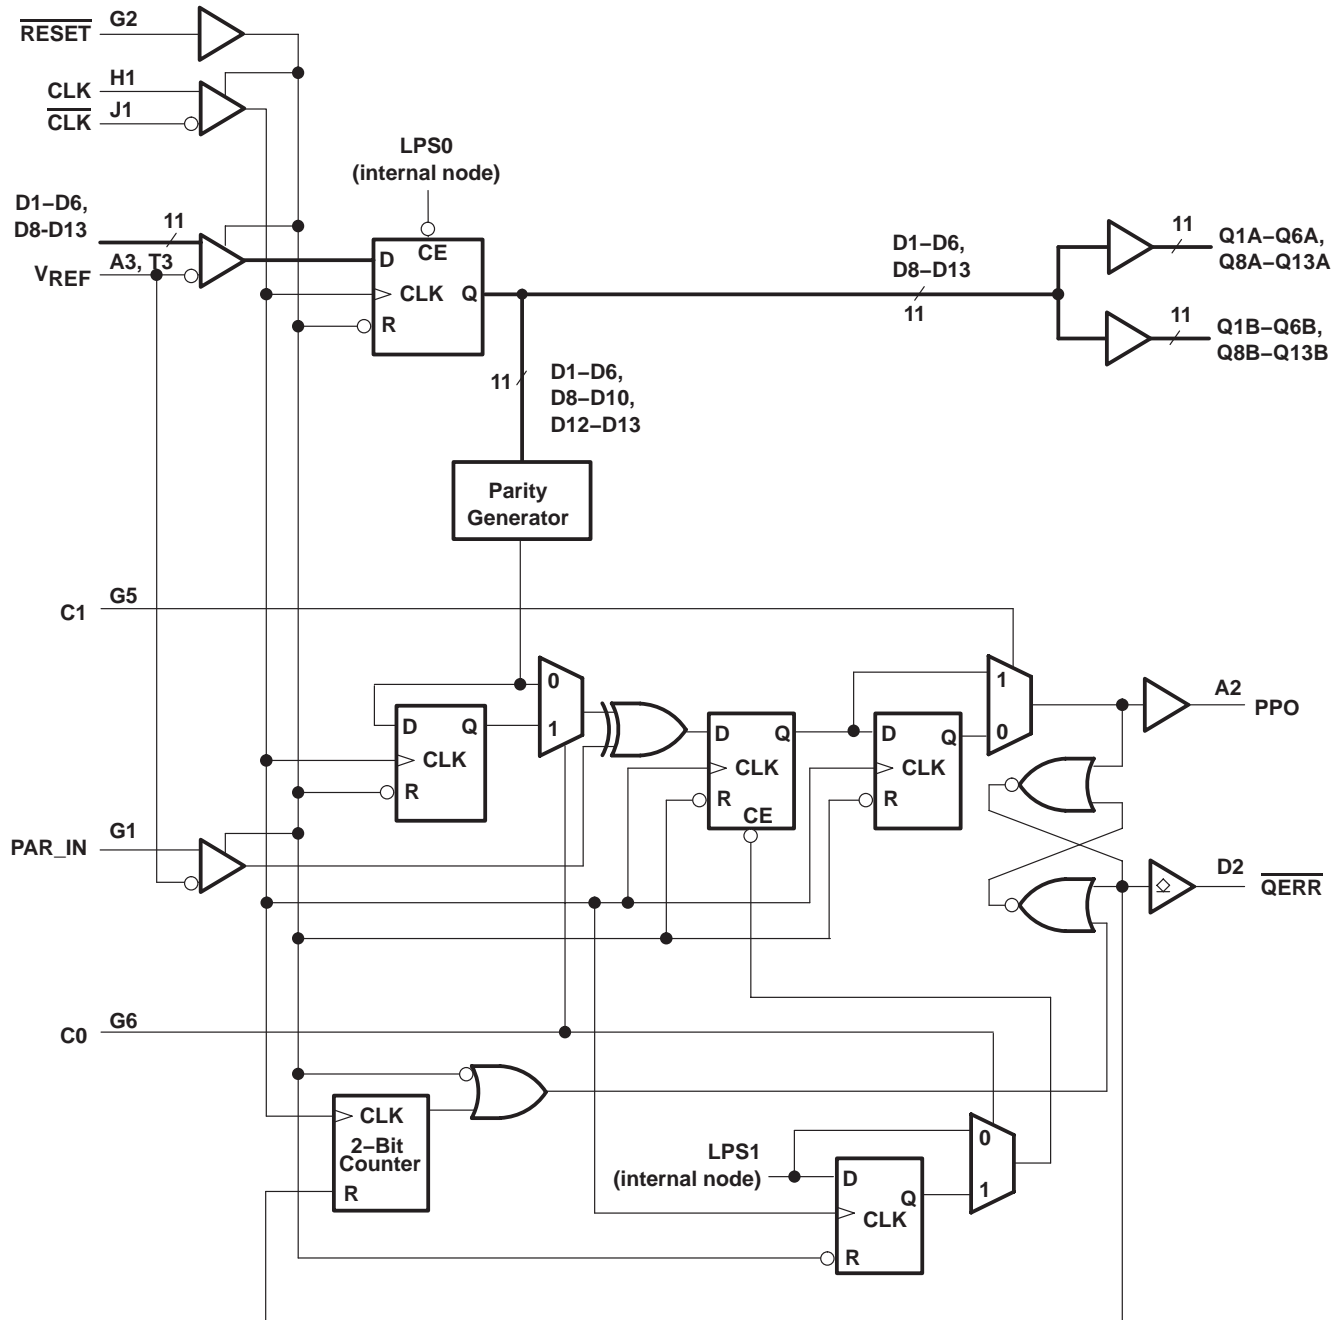 RESET G2
CLK H1
CLK J1
LPS0
(internal node)
D1–D6,
D8-D13
11
VREF A3, T3
D
CE
CLK
Q
R
D1–D6,
D8–D13
11
11
Q1A–Q6A,
Q8A–Q13A
11
Q1B–Q6B,
Q8B–Q13B
11
D1–D6,
D8–D10,
D12–D13
Parity
Generator
C1 G5
0
1
D
Q
CLK
R
D
Q
CLK
R
CE
D
Q
CLK
R
1
0
A2
PPO
PAR_IN G1
D2
QERR
C0 G6
CLK
2–Bit
Counter
R
LPS1
(internal node)
D
Q
CLK
R
0
1